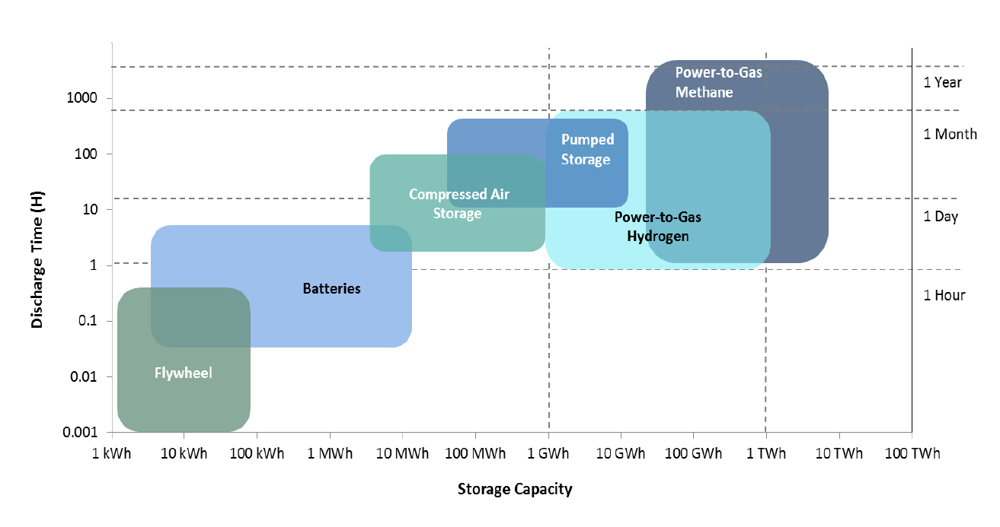 Power-to-Gas
Methane
1 Year
1000
1 Month
Pumped
Storage
100
Compressed Air
Storage
10
1 Day
Power-to-Gas
Hydrogen
1
Batteries
1 Hour
0.1
Flywheel
0.01
0.001
Discharge Time (H)
1 kWh 10 kWh 100 kWh 1 MWh 10 MWh 100 MWh 1 GWh 10 GWh 100 GWh 1 TWh 10 TWh 100 TWh
Storage Capacity